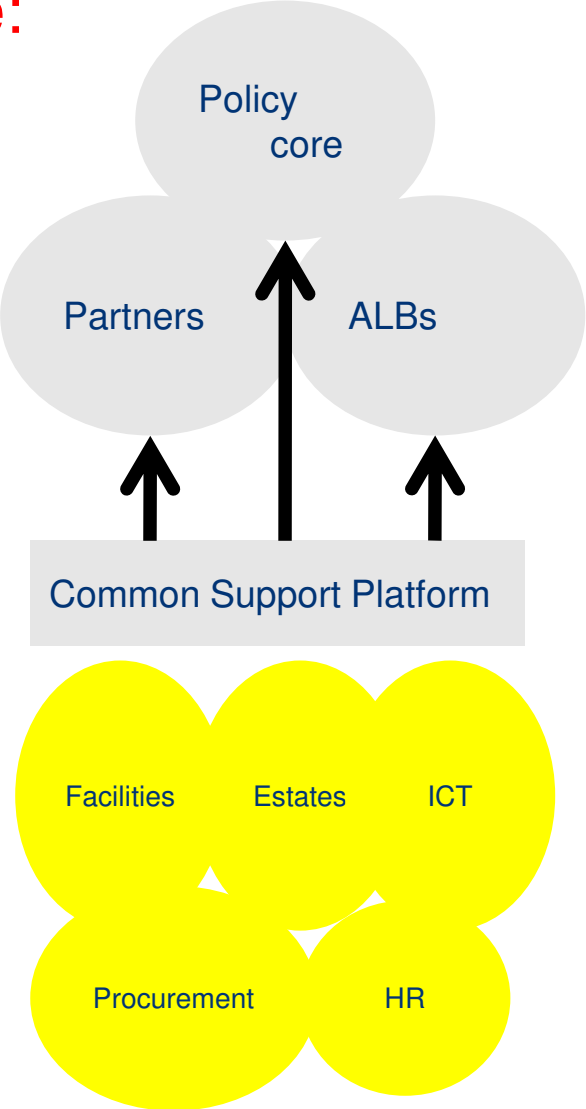 e:
Policy
core
Partners
ALBs
Common Support Platform
Facilities
Estates
ICT
Procurement
HR